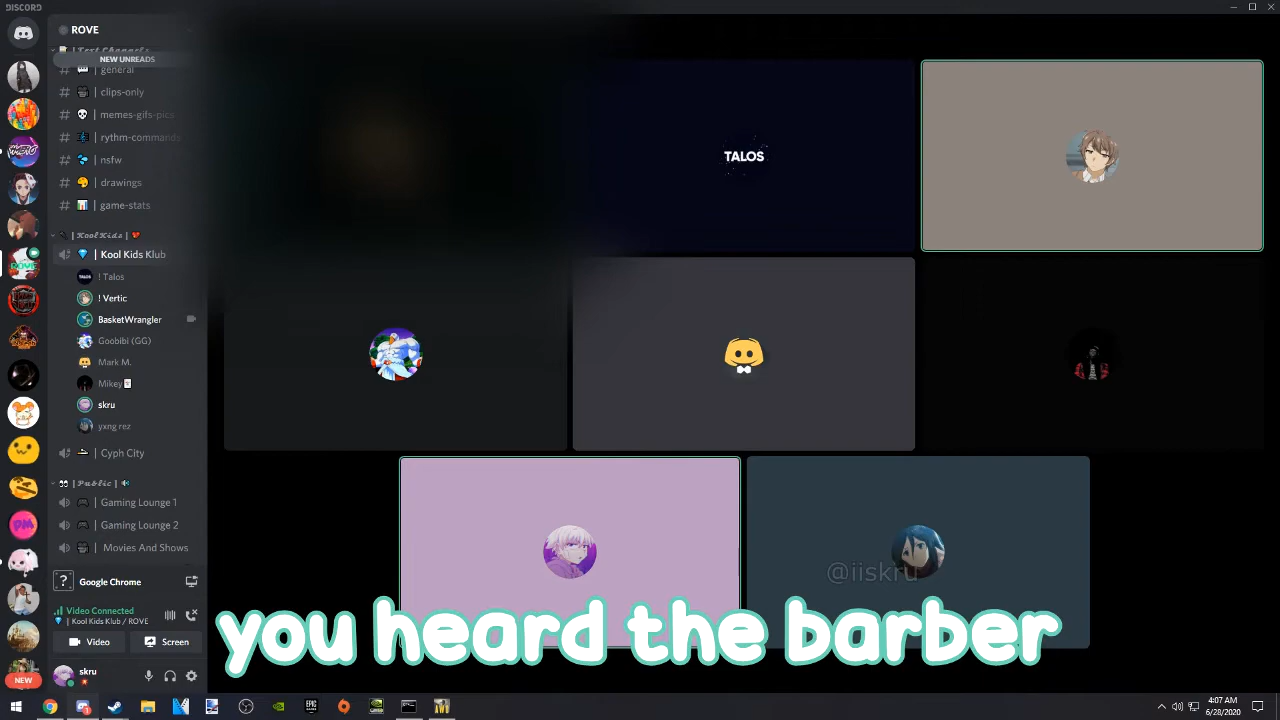 DISCORD
ROVE
NEW UNREADS
general
clips-only
memes-gifs-pics
rythm-commands
nsfw
drawings
game-stats
| KoolKids |
| Kool Kids Klub
! Talos
! Vertic
BasketWrangler
Goobibi (GG)
Mark M.
Mikey
skru
yxng rez
| Cyph City
| Public |
| Gaming Lounge 1
| Gaming Lounge 2
| Movies And Shows
? Google Chrome
Video Connected
Kool Kids Klub / ROVE
Video
Screen
skru
NEW
TALOS
@iiskru
you heard the barber
4:07 AM
6/28/2020